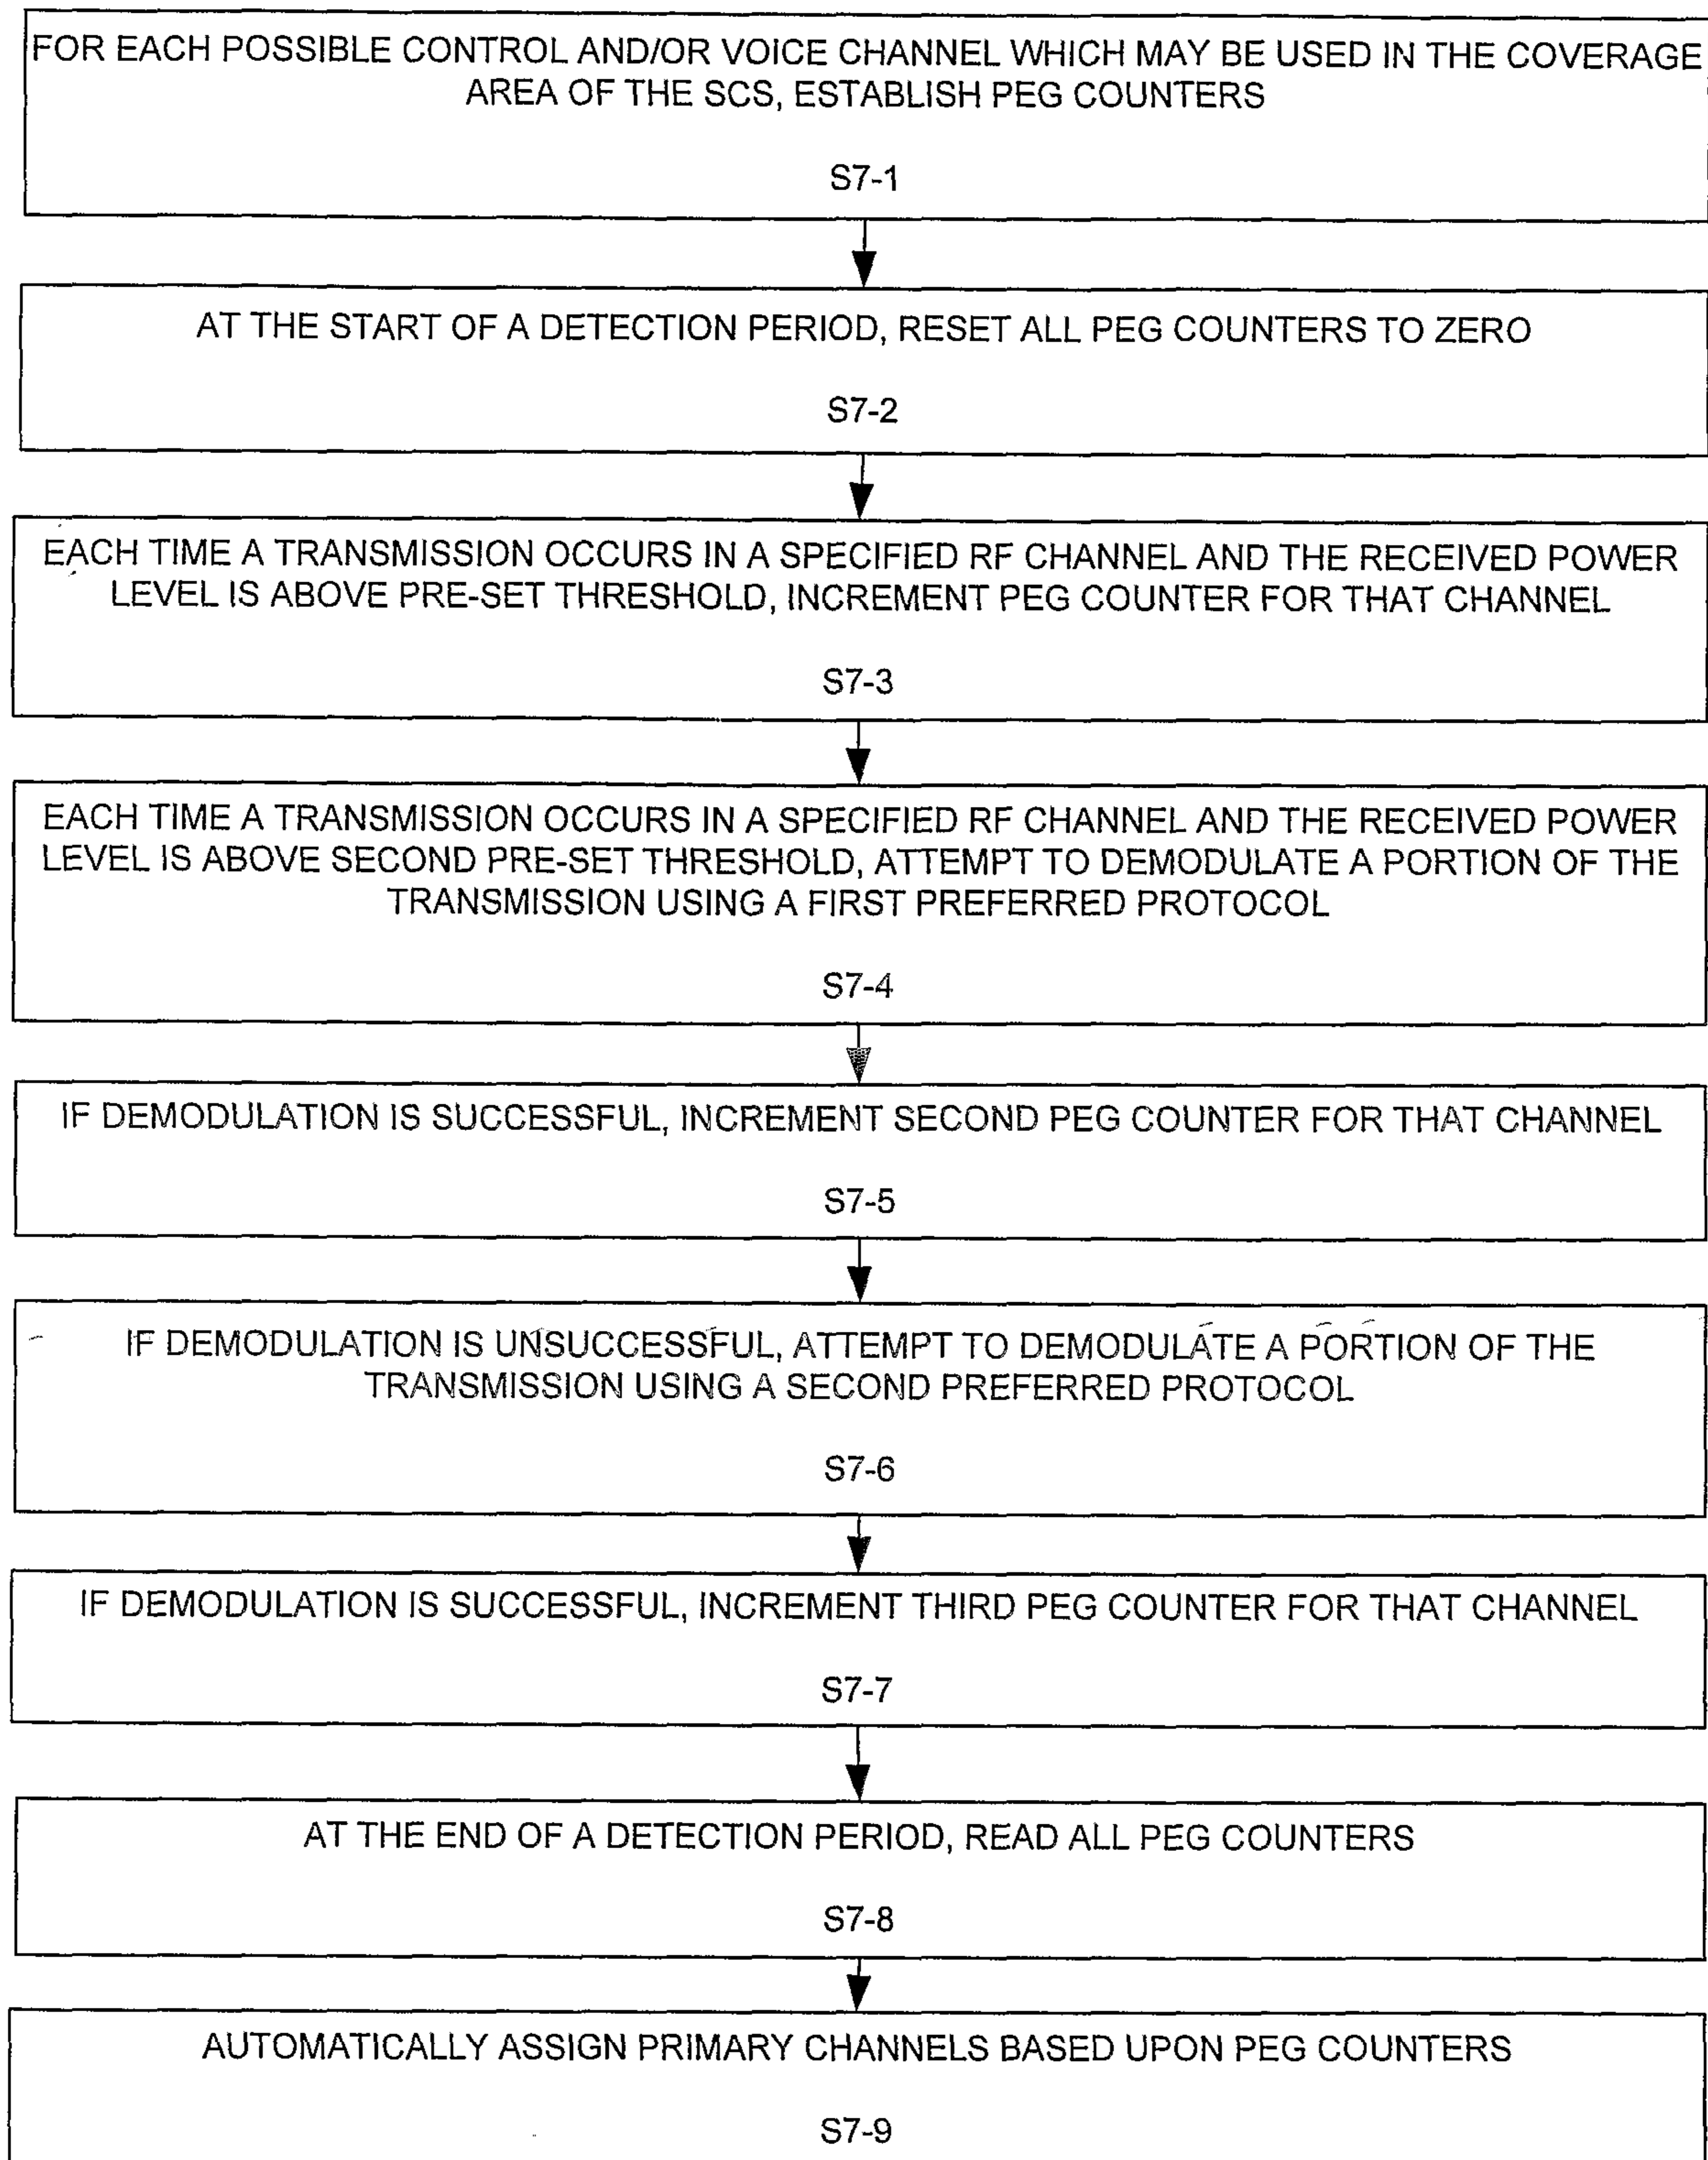 FOR EACH POSSIBLE CONTROL AND/OR VOICE CHANNEL WHICH MAY BE USED IN THE COVERAGE
AREA OF THE SCS, ESTABLISH PEG COUNTERS
S7-1
AT THE START OF A DETECTION PERIOD, RESET ALL PEG COUNTERS TO ZERO
S7-2
EACH TIME A TRANSMISSION OCCURS IN A SPECIFIED RF CHANNEL AND THE RECEIVED POWER
LEVEL IS ABOVE PRE-SET THRESHOLD, INCREMENT PEG COUNTER FOR THAT CHANNEL
S7-3
EACH TIME A TRANSMISSION OCCURS IN A SPECIFIED RF CHANNEL AND THE RECEIVED POWER
LEVEL IS ABOVE SECOND PRE-SET THRESHOLD, ATTEMPT TO DEMODULATE A PORTION OF THE
TRANSMISSION USING A FIRST PREFERRED PROTOCOL
S7-4
IF DEMODULATION IS SUCCESSFUL, INCREMENT SECOND PEG COUNTER FOR THAT CHANNEL
S7-5
IF DEMODULATION IS UNSUCCESSFUL, ATTEMPT TO DEMODULATE A PORTION OF THE
TRANSMISSION USING A SECOND PREFERRED PROTOCOL
S7-6
IF DEMODULATION IS SUCCESSFUL, INCREMENT THIRD PEG COUNTER FOR THAT CHANNEL
S7-7
AT THE END OF A DETECTION PERIOD, READ ALL PEG COUNTERS
S7-8
AUTOMATICALLY ASSIGN PRIMARY CHANNELS BASED UPON PEG COUNTERS
S7-9